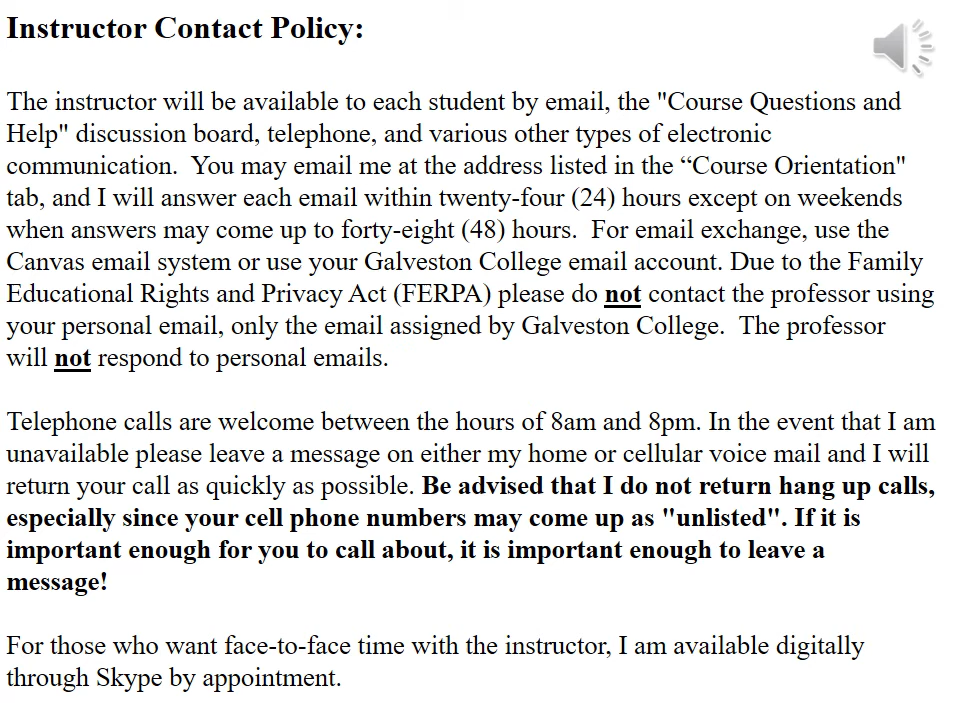 Instructor Contact Policy:
The instructor will be available to each student by email, the "Course Questions and
Help" discussion board, telephone, and various other types of electronic
communication.  You may email me at the address listed in the “Course Orientation"
tab, and I will answer each email within twenty-four (24) hours except on weekends
when answers may come up to forty-eight (48) hours.  For email exchange, use the
Canvas email system or use your Galveston College email account. Due to the Family
Educational Rights and Privacy Act (FERPA) please do not contact the professor using
your personal email, only the email assigned by Galveston College.  The professor
will not respond to personal emails.
Telephone calls are welcome between the hours of 8am and 8pm. In the event that I am
unavailable please leave a message on either my home or cellular voice mail and I will
return your call as quickly as possible. Be advised that I do not return hang up calls,
especially since your cell phone numbers may come up as "unlisted". If it is
important enough for you to call about, it is important enough to leave a
message!
For those who want face-to-face time with the instructor, I am available digitally
through Skype by appointment.